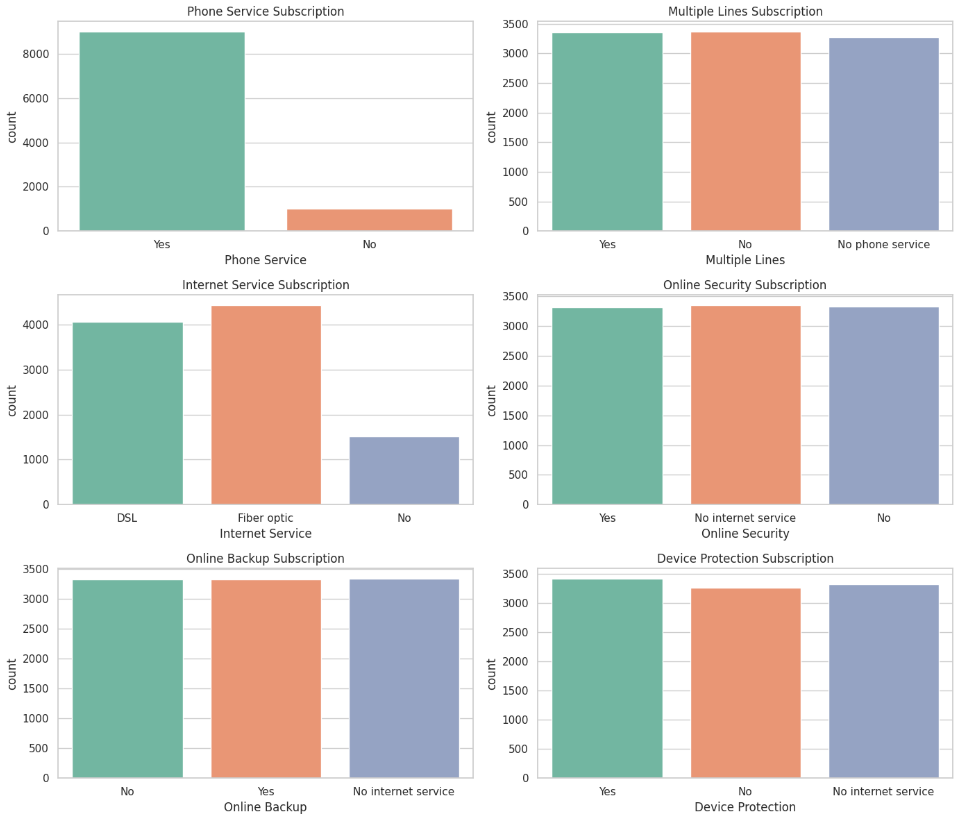 Phone Service Subscription
8000
6000
4000
2000
0
count
Yes
No
Phone Service
Multiple Lines Subscription
3500
3000
2500
2000
1500
1000
500
0
count
Yes
No
No phone service
Multiple Lines
Internet Service Subscription
4000
3000
2000
1000
0
count
DSL
Fiber optic
No
Internet Service
Online Security Subscription
3500
3000
2500
2000
1500
1000
500
0
count
Yes
No internet service
No
Online Security
Online Backup Subscription
3500
3000
2500
2000
1500
1000
500
0
count
No
Yes
No internet service
Online Backup
Device Protection Subscription
3500
3000
2500
2000
1500
1000
500
0
count
Yes
No
No internet service
Device Protection